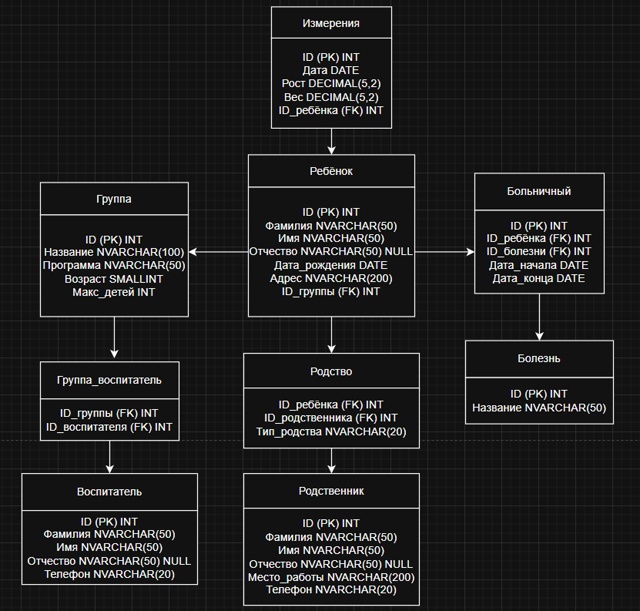 Измерения
ID (PK) INT
Дата DATE
Рост DECIMAL(5,2)
Вес DECIMAL(5,2)
ID_ребёнка (FK) INT
Группа
ID (PK) INT
Название NVARCHAR(100)
Программа NVARCHAR(50)
Возраст SMALLINT
Макс_детей INT
Ребёнок
ID (PK) INT
Фамилия NVARCHAR(50)
Имя NVARCHAR(50)
Отчество NVARCHAR(50) NULL
Дата_рождения DATE
Адрес NVARCHAR(200)
ID_группы (FK) INT
Больничный
ID (PK) INT
ID_ребёнка (FK) INT
ID_болезни (FK) INT
Дата_начала DATE
Дата_конца DATE
Группа_воспитатель
ID_группы (FK) INT
ID_воспитателя (FK) INT
Родство
ID_ребёнка (FK) INT
ID_родственника (FK) INT
Тип_родства NVARCHAR(20)
Болезнь
ID (PK) INT
Название NVARCHAR(50)
Воспитатель
ID (PK) INT
Фамилия NVARCHAR(50)
Имя NVARCHAR(50)
Отчество NVARCHAR(50) NULL
Телефон NVARCHAR(20)
Родственник
ID (PK) INT
Фамилия NVARCHAR(50)
Имя NVARCHAR(50)
Отчество NVARCHAR(50) NULL
Место_работы NVARCHAR(200)
Телефон NVARCHAR(20)